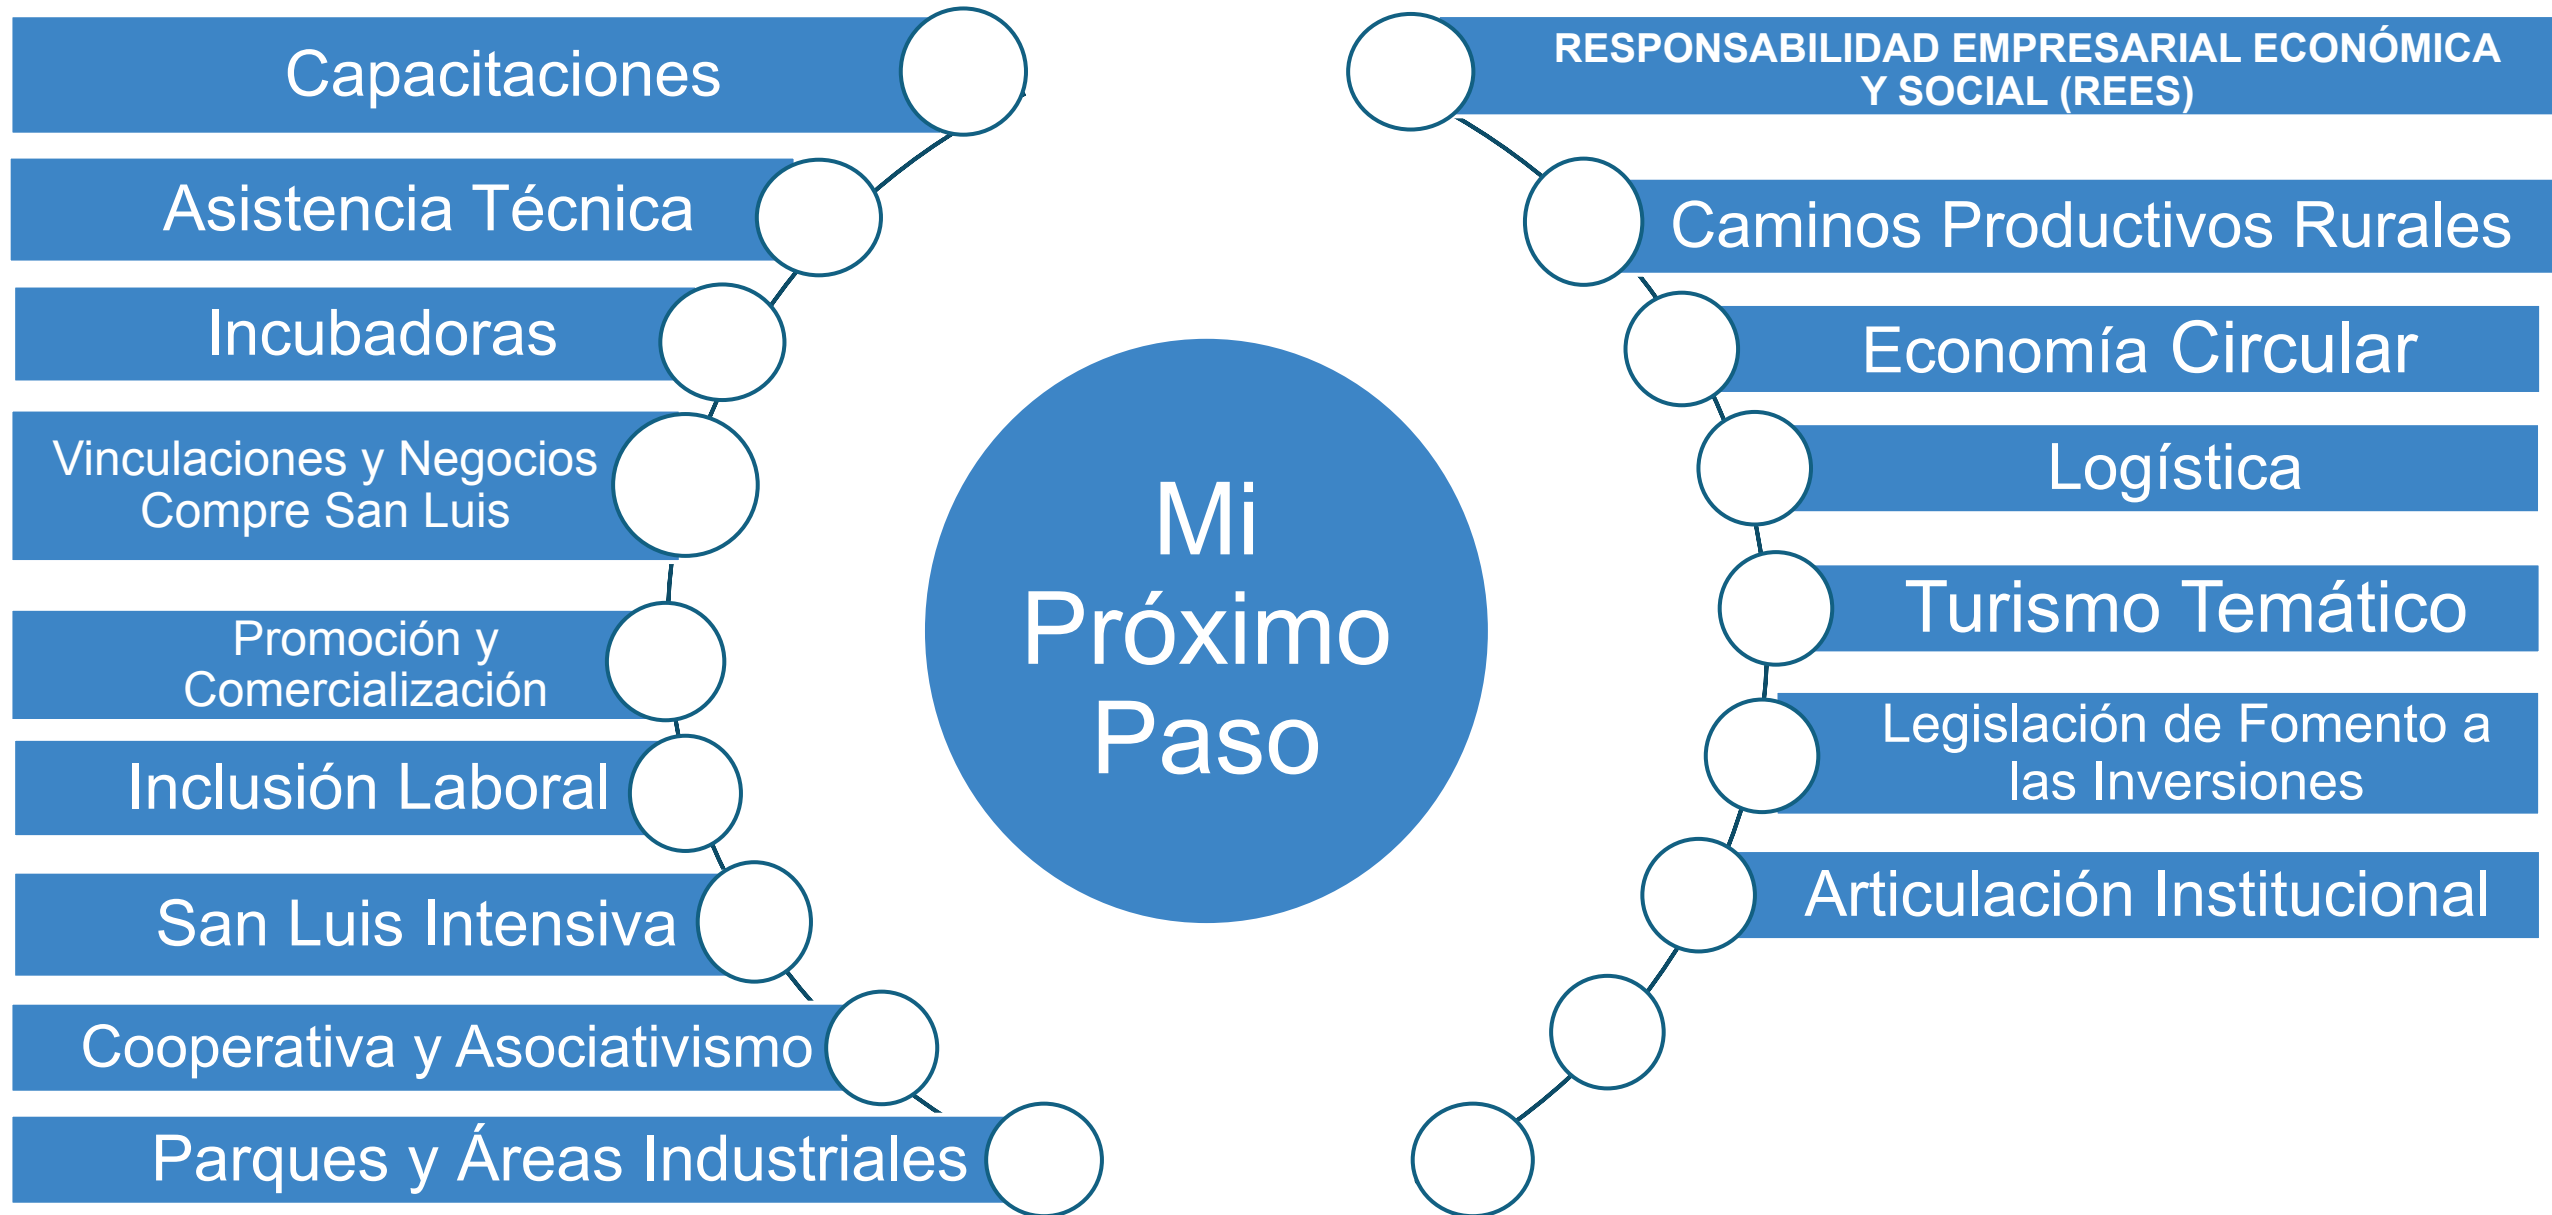 Capacitaciones
Asistencia Técnica
Incubadoras
Vinculaciones y Negocios
Compre San Luis
Promoción y
Comercialización
Inclusión Laboral
San Luis Intensiva
Cooperativa y Asociativismo
Parques y Áreas Industriales
Mi
Próximo
Paso
RESPONSABILIDAD EMPRESARIAL ECONÓMICA
Y SOCIAL (REES)
Caminos Productivos Rurales
Economía Circular
Logística
Turismo Temático
Legislación de Fomento a
las Inversiones
Articulación Institucional